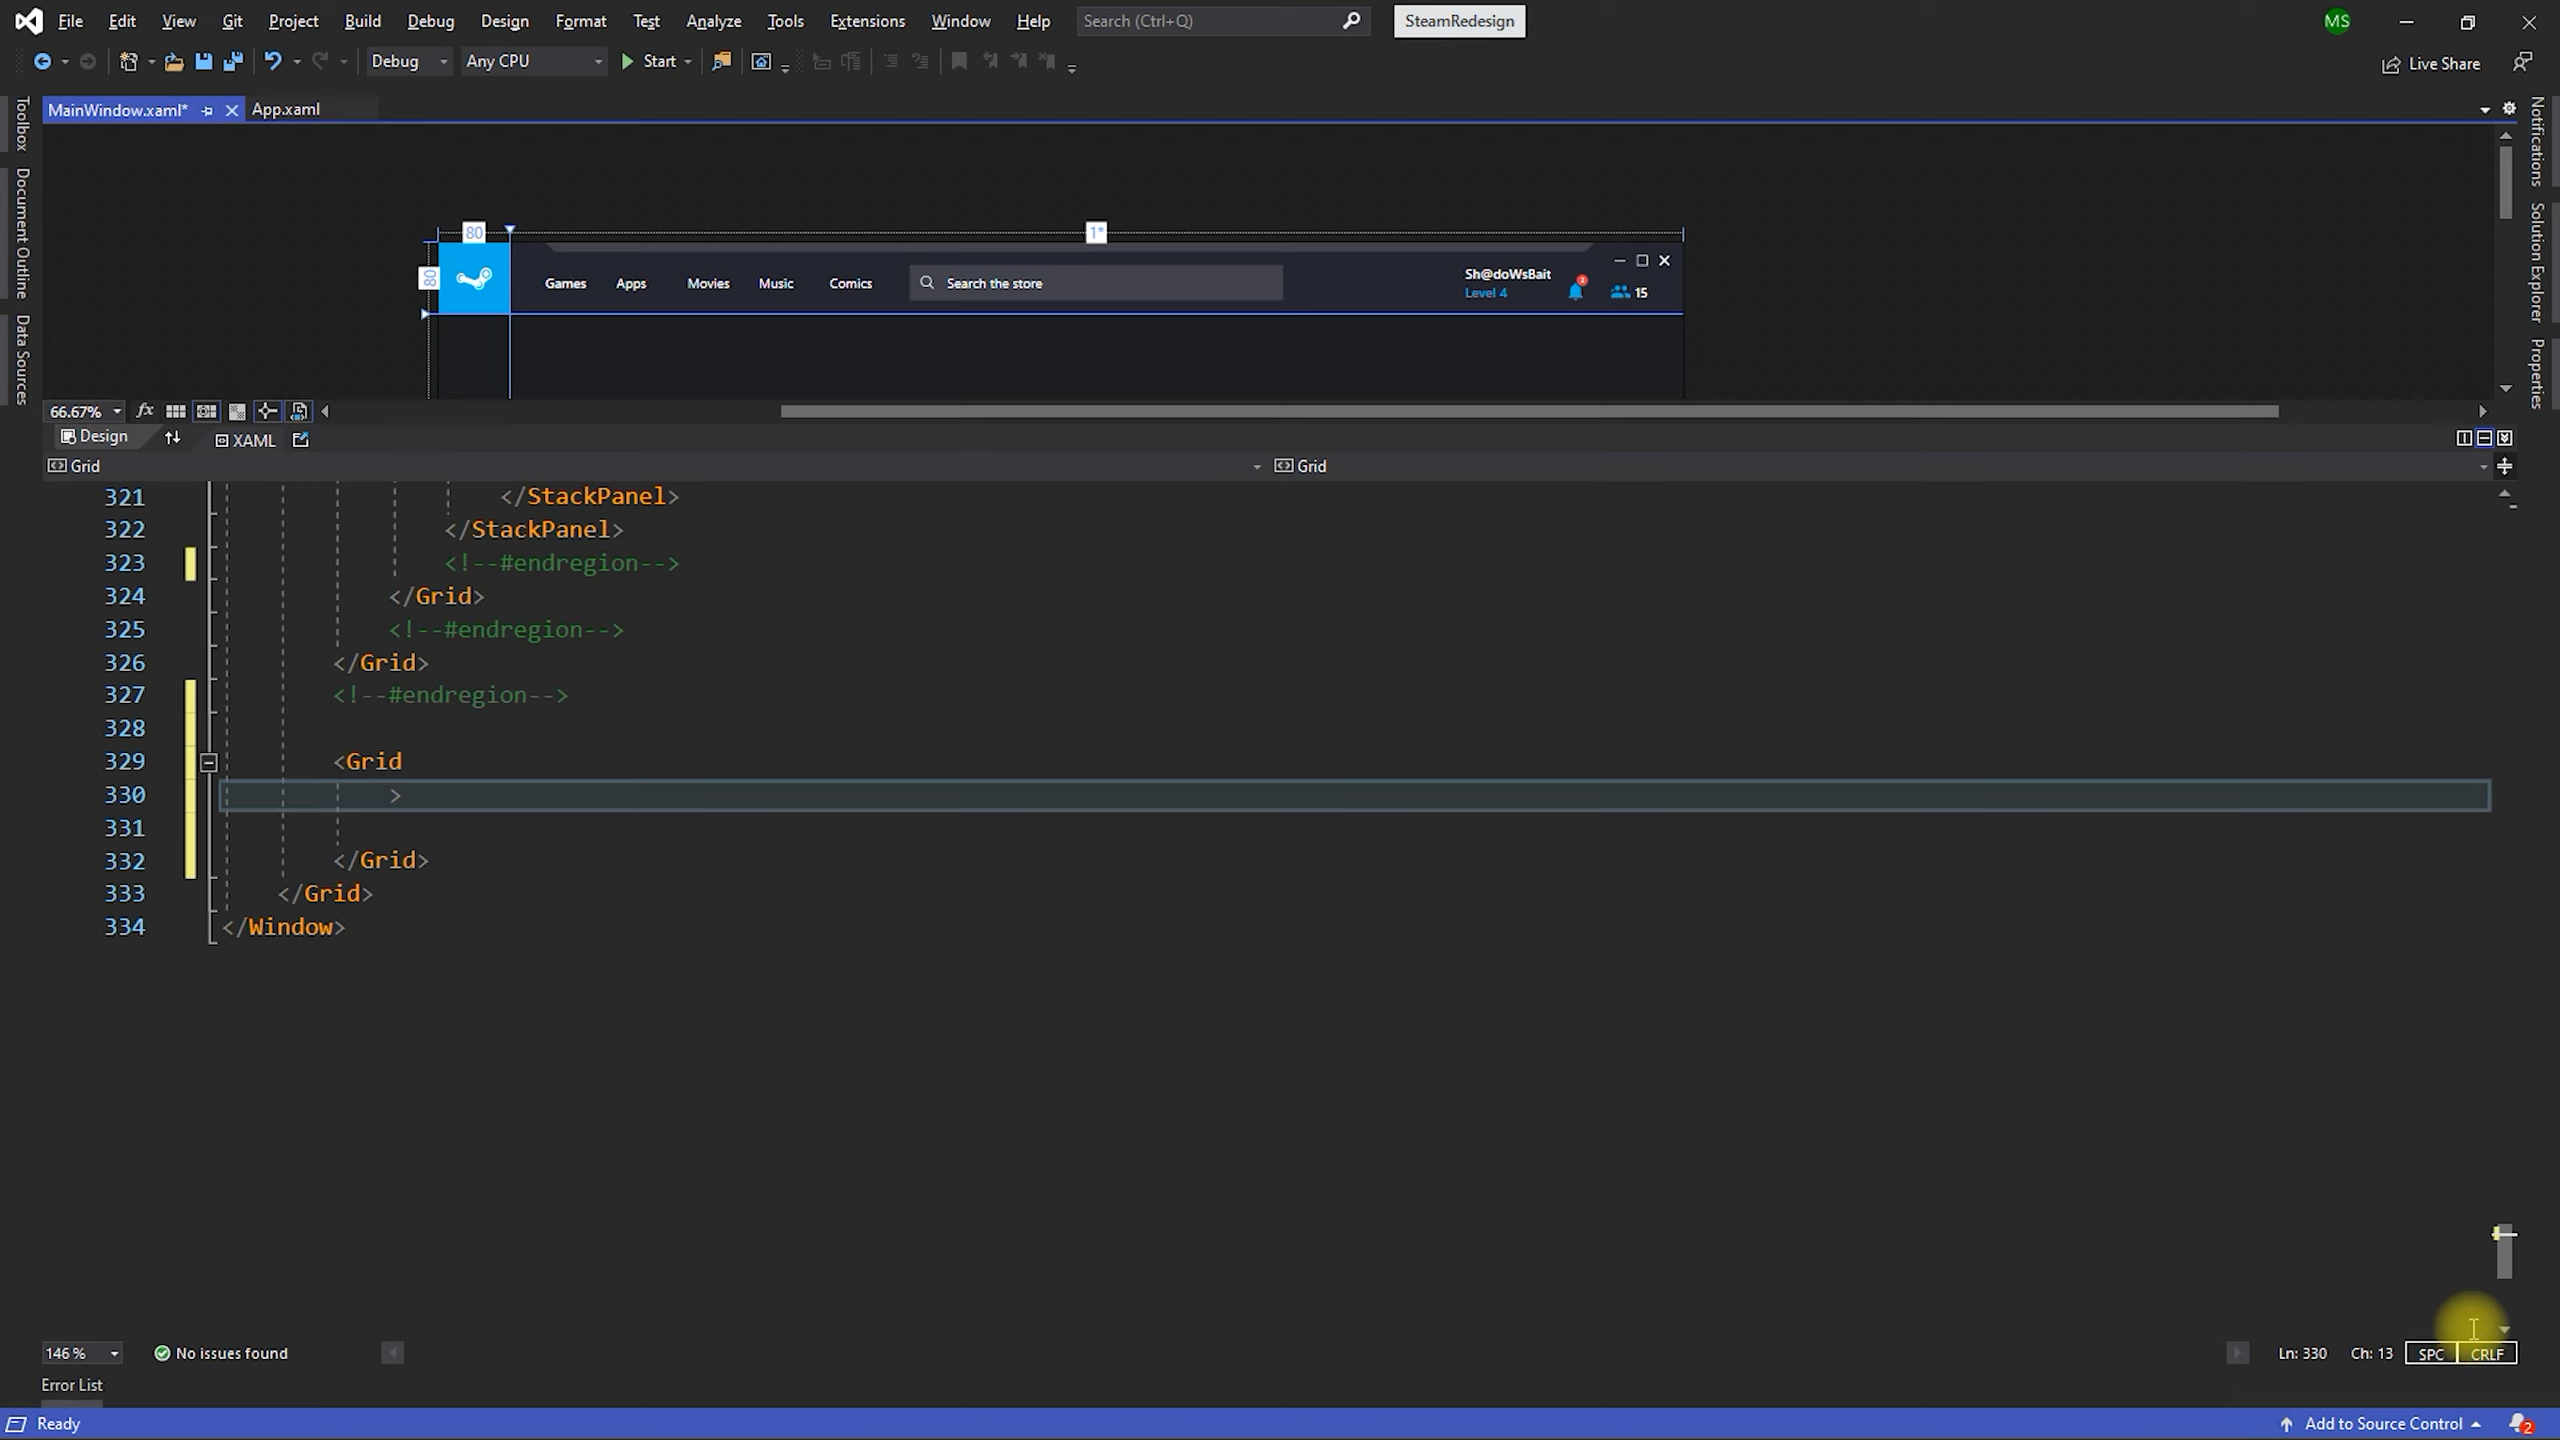 File Edit View Git Project Build Debug Design Format Test Analyze Tools Extensions Window Help Search (Ctrl+Q) SteamRedesign MS
Debug Any CPU Start Live Share
Toolbox
Document Outline
Data Sources
MainWindow.xaml* App.xaml
Notifications
Solution Explorer
Properties
80 1*
80
Games Apps Movies Music Comics Search the store Sh@doWsBait
Level 4 3 15
66.67% fx
Design XAML
Grid Grid
321 </StackPanel>
322 </StackPanel>
323 <!--#endregion-->
324 </Grid>
325 <!--#endregion-->
326 </Grid>
327 <!--#endregion-->
328
329 <Grid
330 >
331
332 </Grid>
333 </Grid>
334 </Window>
146 % No issues found Ln: 330 Ch: 13 SPC CRLF
Error List
Ready Add to Source Control 2